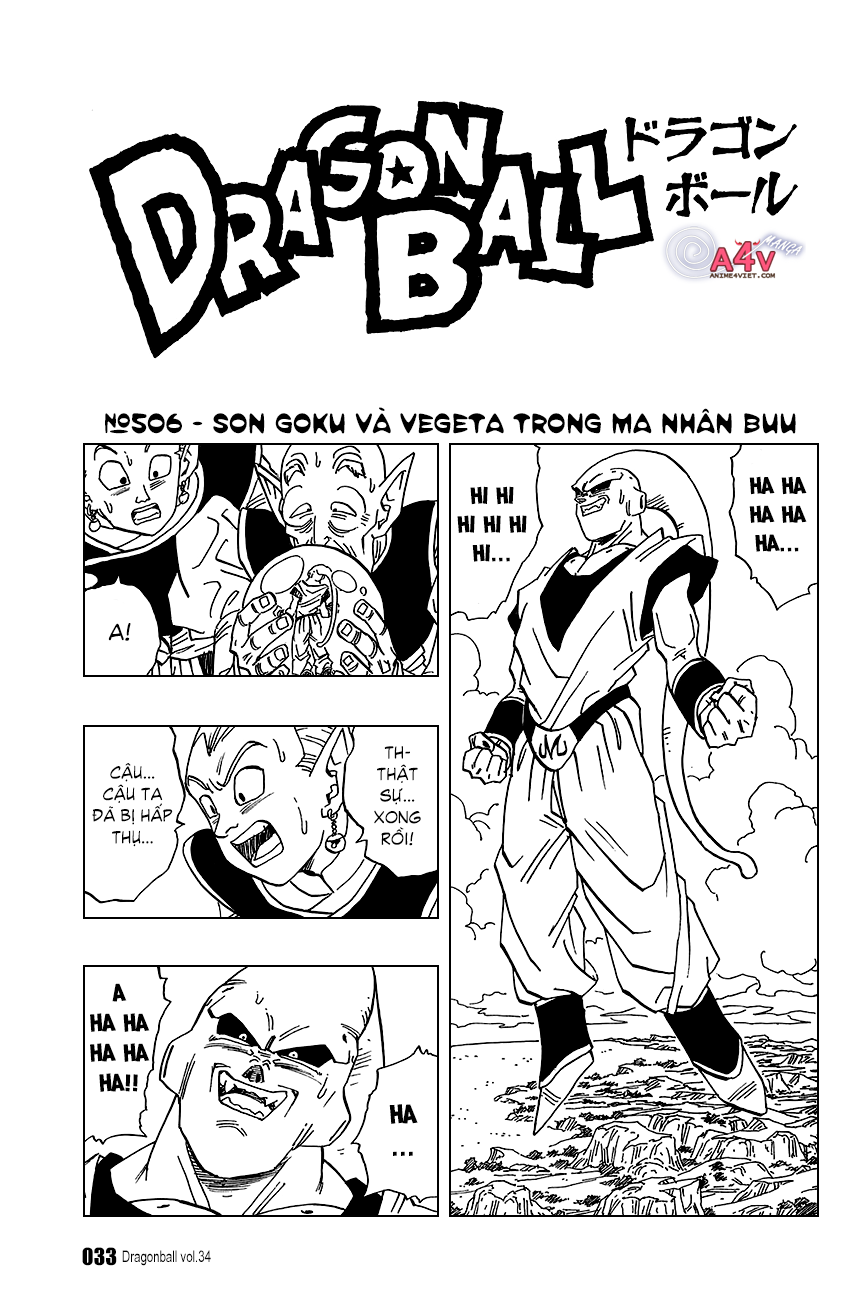 DRAGON
BALL
ドラゴン
ボール
MANGA
A4V
ANIME4VIET.COM
№506 - SON GOKU VÀ VEGETA TRONG MA NHÂN BUU
HA HA
HA HA
HA...
HI HI
HI HI HI
HI...
A!
TH-
THẬT
SỰ...
XONG
RỒI!
CẬU...
CẬU TA
ĐÃ BỊ HẤP
THỤ...
A
HA HA
HA HA
HA!!
HA
...
033 Dragonball vol.34